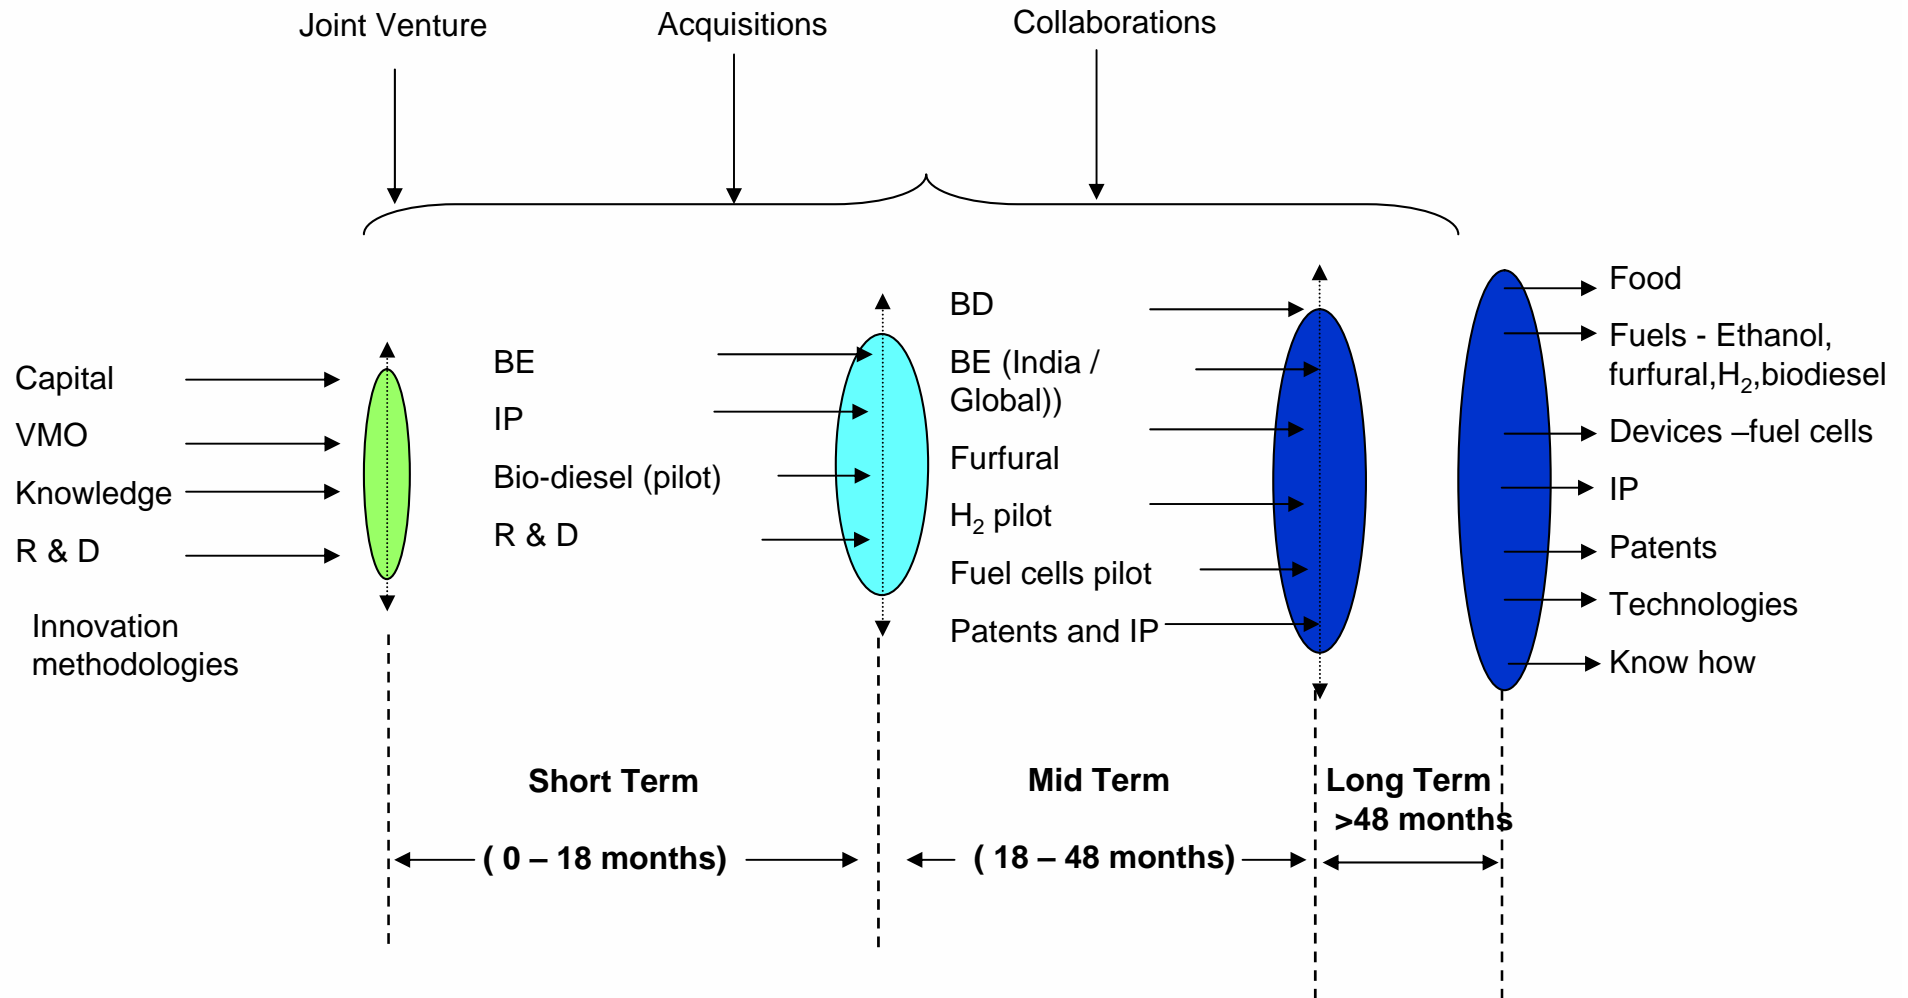 Joint Venture
Acquisitions
Collaborations
Capital
VMO
Knowledge
R & D
Innovation
methodologies
BE
IP
Bio-diesel (pilot)
R & D
BD
BE (India /
Global))
Furfural
H₂ pilot
Fuel cells pilot
Patents and IP
Food
Fuels - Ethanol,
furfural,H₂,biodiesel
Devices –fuel cells
IP
Patents
Technologies
Know how
Short Term
( 0 – 18 months)
Mid Term
( 18 – 48 months)
Long Term
>48 months